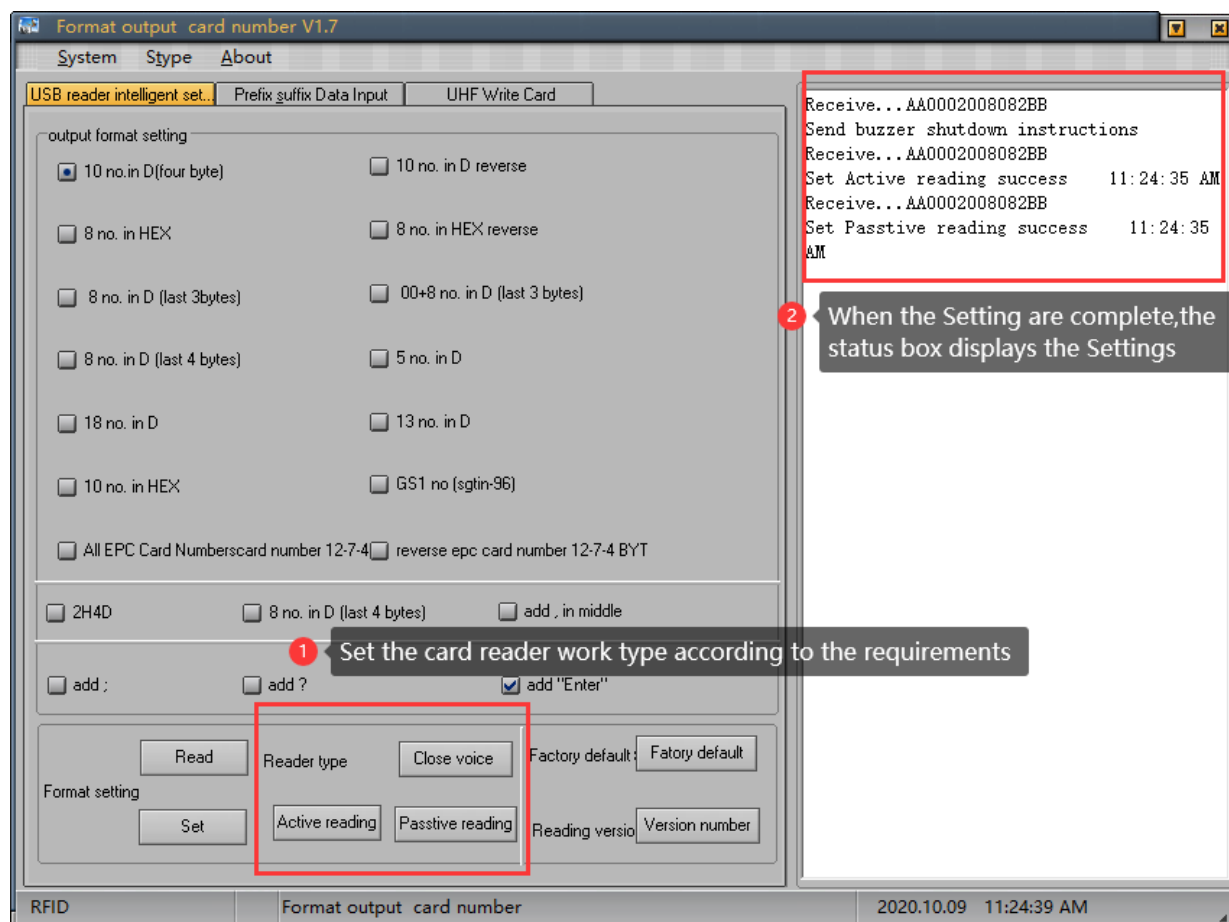 Format output card number V1.7
System Stype About
USB reader intelligent set... Prefix suffix Data Input UHF Write Card
output format setting
10 no.in D(four byte) 10 no. in D reverse
8 no. in HEX 8 no. in HEX reverse
8 no. in D (last 3bytes) 00+8 no. in D (last 3 bytes)
8 no. in D (last 4 bytes) 5 no. in D
18 no. in D 13 no. in D
10 no. in HEX GS1 no (sgtin-96)
All EPC Card Numberscard number 12-7-4 reverse epc card number 12-7-4 BYT
2H4D 8 no. in D (last 4 bytes) add , in middle
1 Set the card reader work type according to the requirements
add ; add ? add "Enter"
Read Reader type Close voice Factory default Fatory default
Format setting
Set Active reading Passtive reading Reading versio Version number
Receive...AA0002008082BB
Send buzzer shutdown instructions
Receive...AA0002008082BB
Set Active reading success 11:24:35 AM
Receive...AA0002008082BB
Set Passtive reading success 11:24:35
AM
2 When the Setting are complete,the
status box displays the Settings
RFID Format output card number 2020.10.09 11:24:39 AM